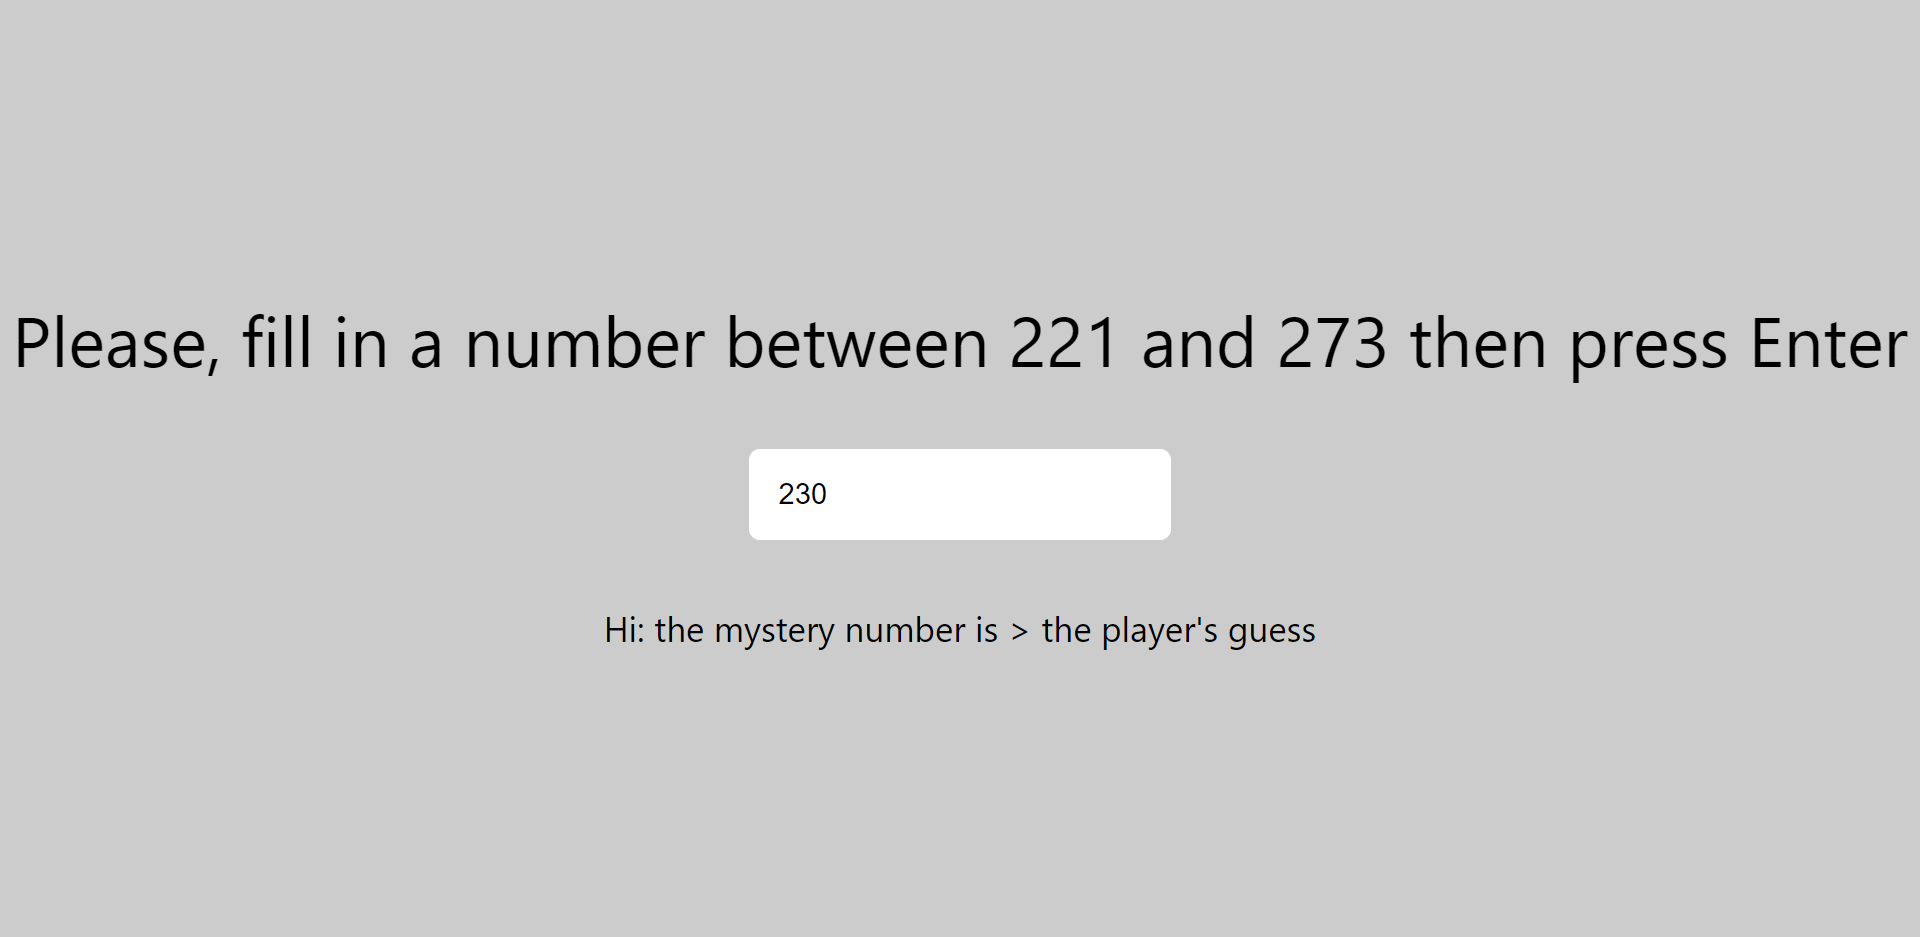 Please, fill in a number between 221 and 273 then press Enter
230
Hi: the mystery number is > the player's guess